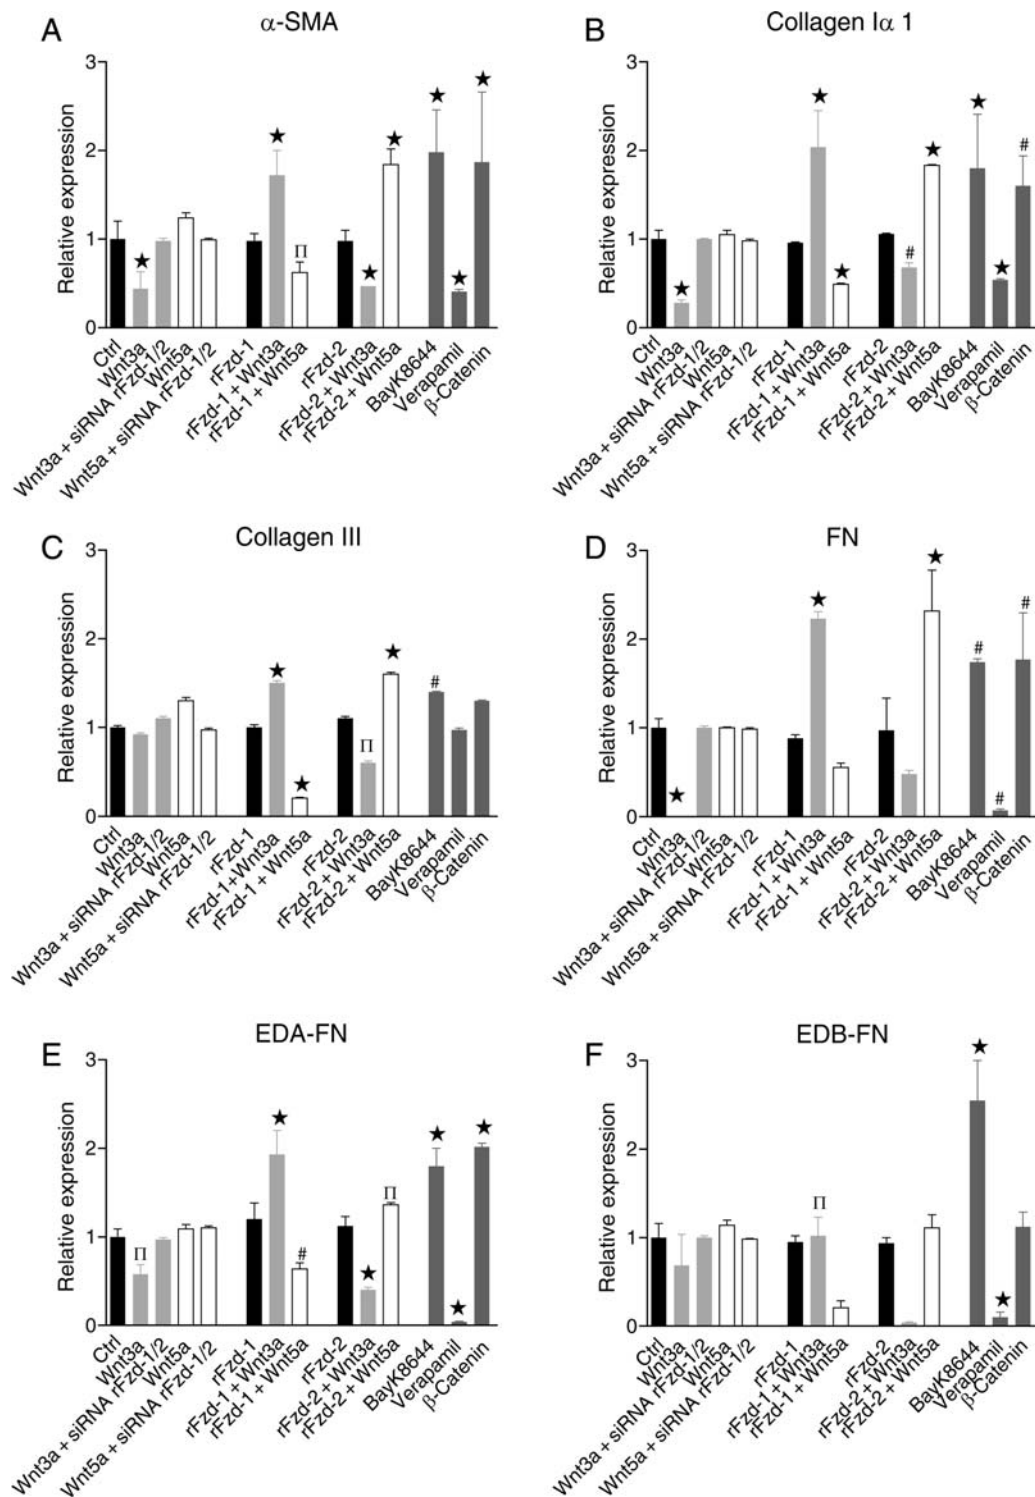 A
α-SMA
Relative expression
3
2
1
0
★
★
Π
★
★
★
★
★
Ctrl
Wnt3a
Wnt3a + siRNA rFzd-1/2
Wnt5a
Wnt5a + siRNA rFzd-1/2
rFzd-1
rFzd-1 + Wnt3a
rFzd-1 + Wnt5a
rFzd-2
rFzd-2 + Wnt3a
rFzd-2 + Wnt5a
BayK8644
Verapamil
β-Catenin
B
Collagen Iα 1
Relative expression
3
2
1
0
★
★
★
#
★
★
★
#
Ctrl
Wnt3a
Wnt3a + siRNA rFzd-1/2
Wnt5a
Wnt5a + siRNA rFzd-1/2
rFzd-1
rFzd-1 + Wnt3a
rFzd-1 + Wnt5a
rFzd-2
rFzd-2 + Wnt3a
rFzd-2 + Wnt5a
BayK8644
Verapamil
β-Catenin
C
Collagen III
Relative expression
3
2
1
0
★
★
Π
★
#
Ctrl
Wnt3a
Wnt3a + siRNA rFzd-1/2
Wnt5a
Wnt5a + siRNA rFzd-1/2
rFzd-1
rFzd-1+ Wnt3a
rFzd-1 + Wnt5a
rFzd-2
rFzd-2 + Wnt3a
rFzd-2 + Wnt5a
BayK8644
Verapamil
β-Catenin
D
FN
Relative expression
3
2
1
0
★
★
★
#
#
#
Ctrl
Wnt3a
Wnt3a + siRNA rFzd-1/2
Wnt5a
Wnt5a + siRNA rFzd-1/2
rFzd-1
rFzd-1 + Wnt3a
rFzd-1 + Wnt5a
rFzd-2
rFzd-2 + Wnt3a
rFzd-2 + Wnt5a
BayK8644
Verapamil
β-Catenin
E
EDA-FN
Relative expression
3
2
1
0
Π
★
#
★
Π
★
★
★
Ctrl
Wnt3a
Wnt3a + siRNA rFzd-1/2
Wnt5a
Wnt5a + siRNA rFzd-1/2
rFzd-1
rFzd-1 + Wnt3a
rFzd-1 + Wnt5a
rFzd-2
rFzd-2 + Wnt3a
rFzd-2 + Wnt5a
BayK8644
Verapamil
β-Catenin
F
EDB-FN
Relative expression
3
2
1
0
Π
★
★
Ctrl
Wnt3a
Wnt3a + siRNA rFzd-1/2
Wnt5a
Wnt5a + siRNA rFzd-1/2
rFzd-1
rFzd-1 + Wnt3a
rFzd-1 + Wnt5a
rFzd-2
rFzd-2 + Wnt3a
rFzd-2 + Wnt5a
BayK8644
Verapamil
β-Catenin